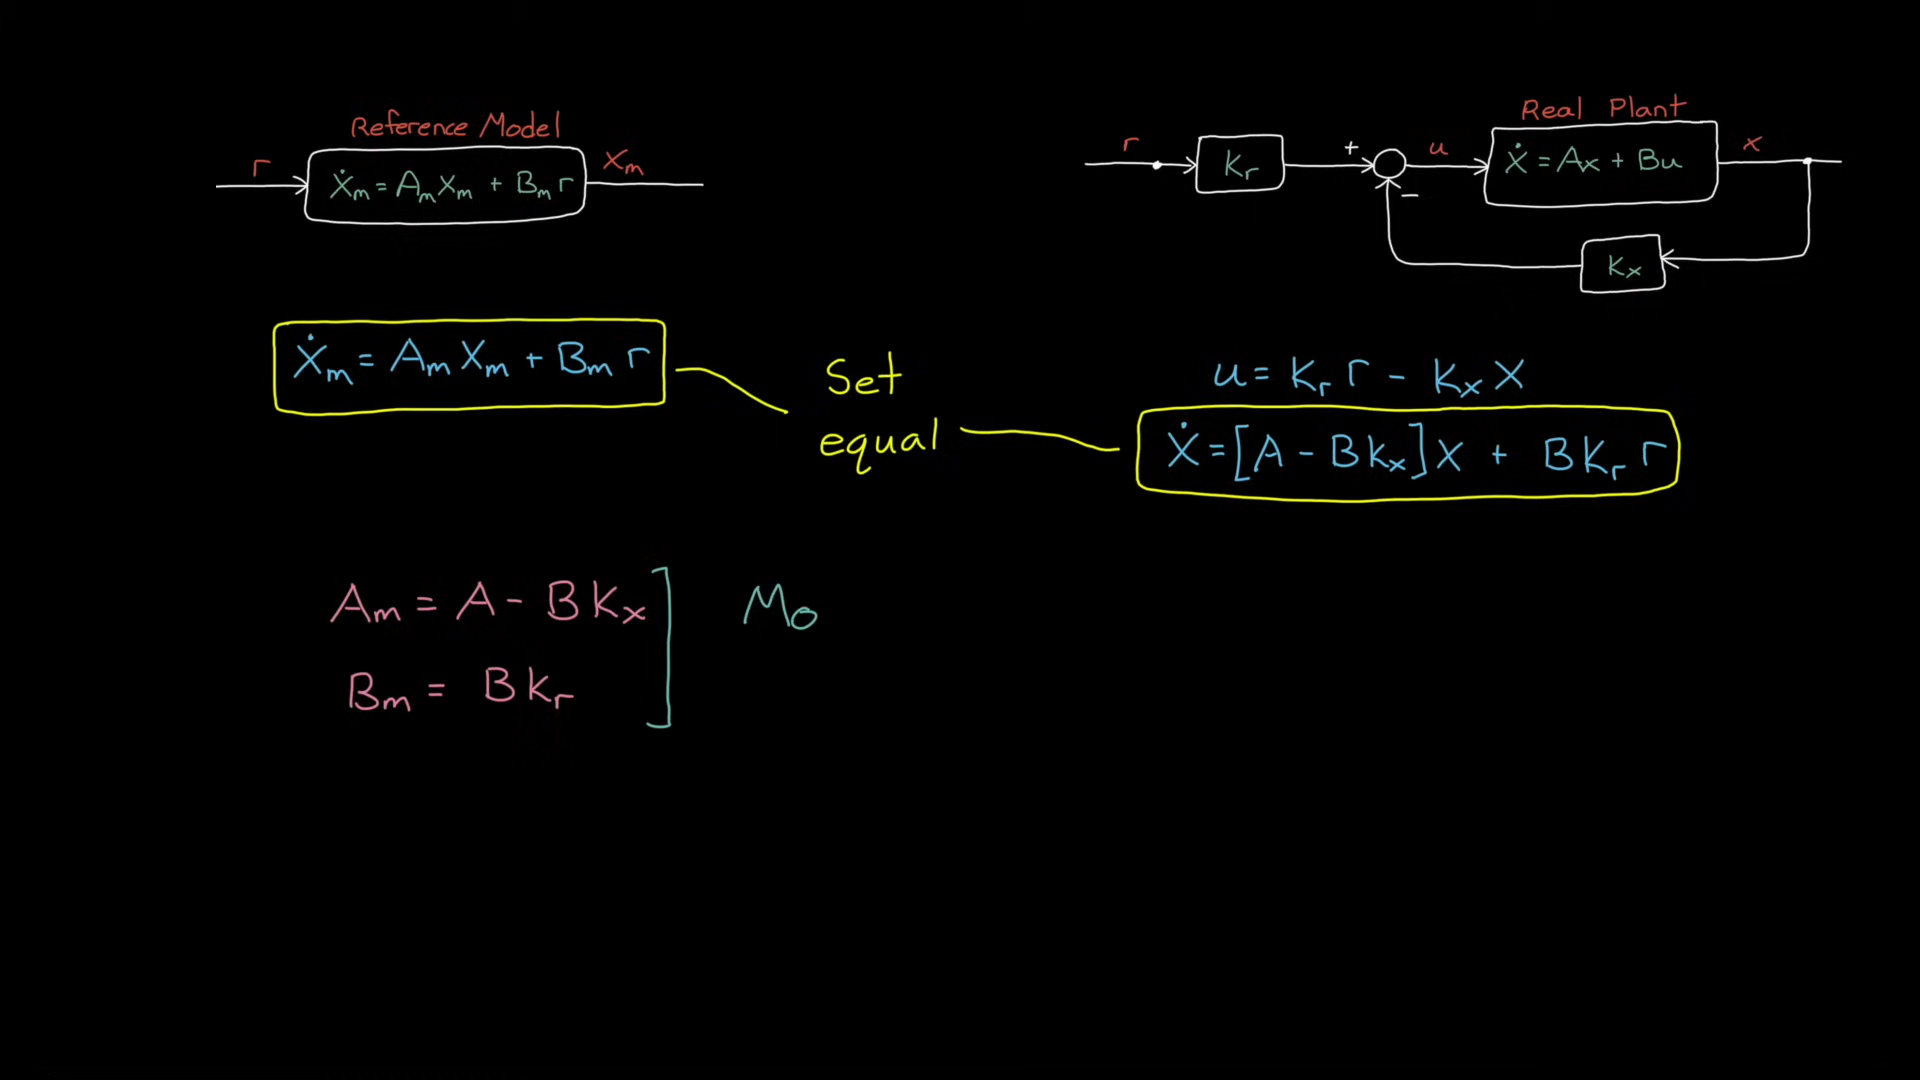 Reference Model
r
ẋₘ = Aₘxₘ + Bₘr
xₘ
Real Plant
r
kᵣ
+
−
u
ẋ = Ax + Bu
x
kₓ
ẋₘ = Aₘxₘ + Bₘr
Set
equal
u = kᵣr − kₓx
ẋ = [A − Bkₓ]x + Bkᵣr
Aₘ = A − Bkₓ
Bₘ = Bkᵣ
]
Mo